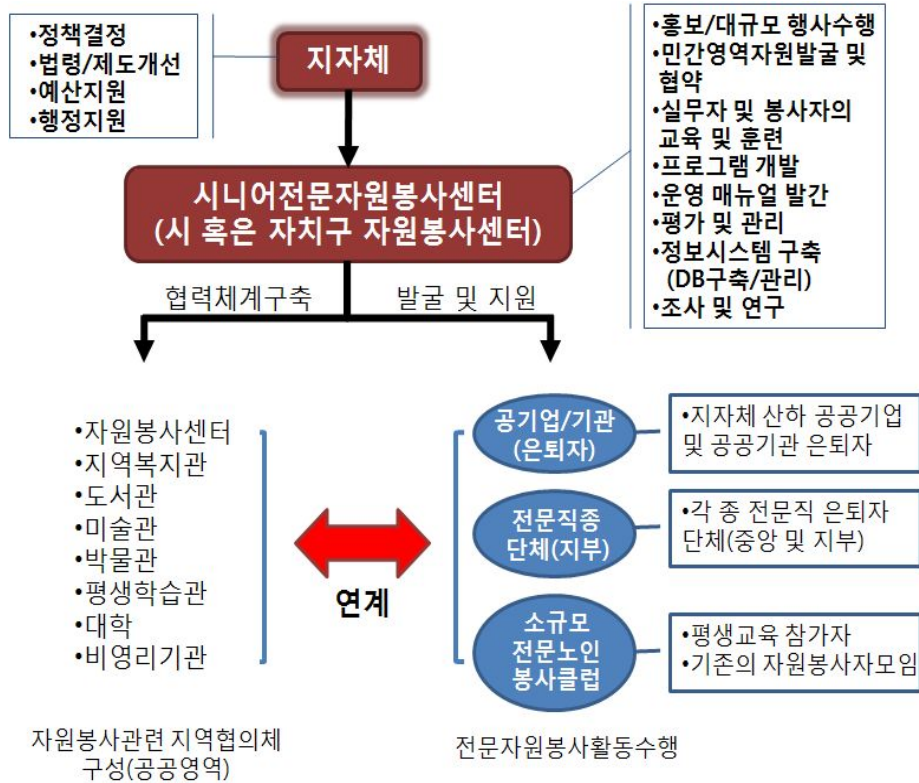 •정책결정
•법령/제도개선
•예산지원
•행정지원
지자체
•홍보/대규모 행사수행
•민간영역자원발굴 및
협약
•실무자 및 봉사자의
교육 및 훈련
•프로그램 개발
•운영 매뉴얼 발간
•평가 및 관리
•정보시스템 구축
(DB구축/관리)
•조사 및 연구
시니어전문자원봉사센터
(시 혹은 자치구 자원봉사센터)
협력체계구축
발굴 및 지원
•자원봉사센터
•지역복지관
•도서관
•미술관
•박물관
•평생학습관
•대학
•비영리기관
연계
공기업/기관
(은퇴자)
•지자체 산하 공공기업
및 공공기관 은퇴자
전문직종
단체(지부)
•각 종 전문직 은퇴자
단체(중앙 및 지부)
소규모
전문노인
봉사클럽
•평생교육 참가자
•기존의 자원봉사자모임
자원봉사관련 지역협의체
구성(공공영역)
전문자원봉사활동수행